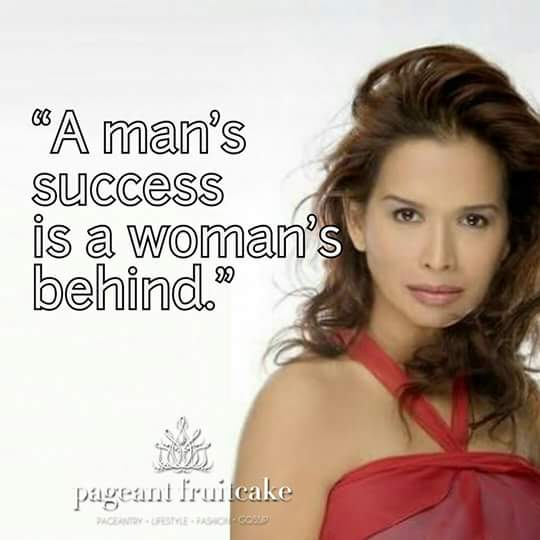 “A man’s
success
is a woman’s
behind.”
pageant fruitcake
PAGEANTRY - LIFESTYLE - FASHION - GOSSIP